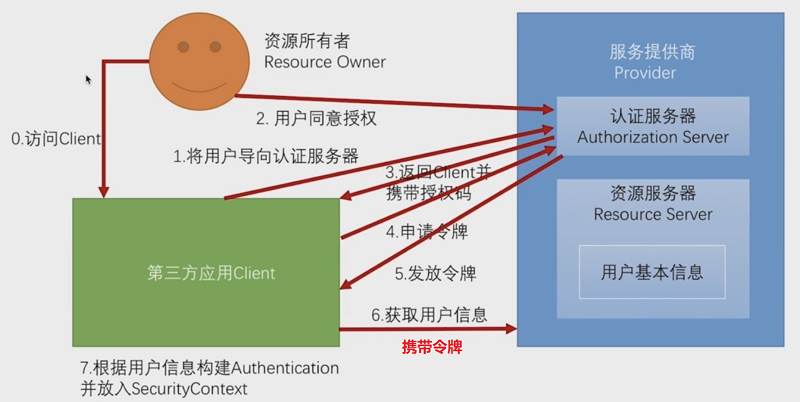 资源所有者
Resource Owner
服务提供商
Provider
认证服务器
Authorization Server
0.访问Client
2. 用户同意授权
1.将用户导向认证服务器
3.返回Client并
携带授权码
资源服务器
Resource Server
4.申请令牌
第三方应用Client
5.发放令牌
用户基本信息
6.获取用户信息
携带令牌
7.根据用户信息构建Authentication
并放入SecurityContext